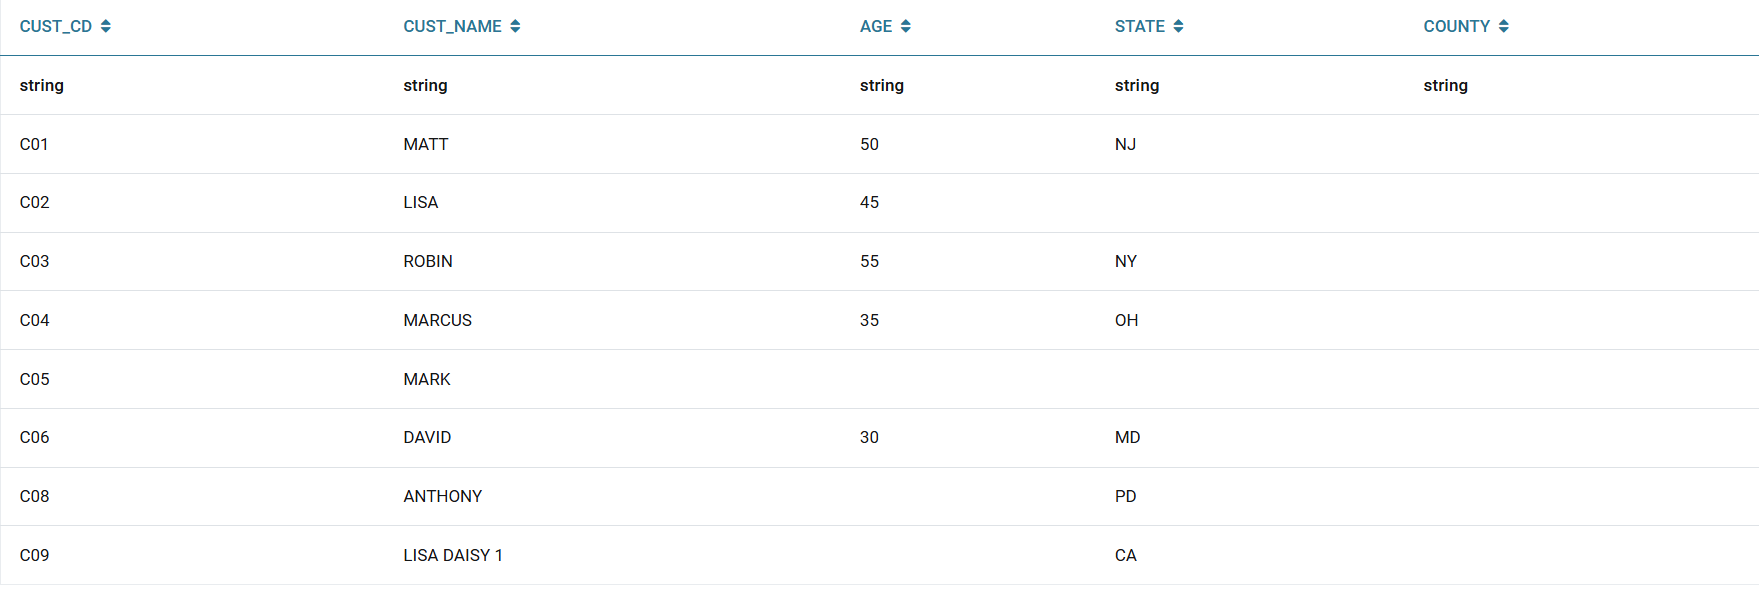 CUST_CD CUST_NAME AGE STATE COUNTY
string string string string string
C01 MATT 50 NJ
C02 LISA 45
C03 ROBIN 55 NY
C04 MARCUS 35 OH
C05 MARK
C06 DAVID 30 MD
C08 ANTHONY PD
C09 LISA DAISY 1 CA